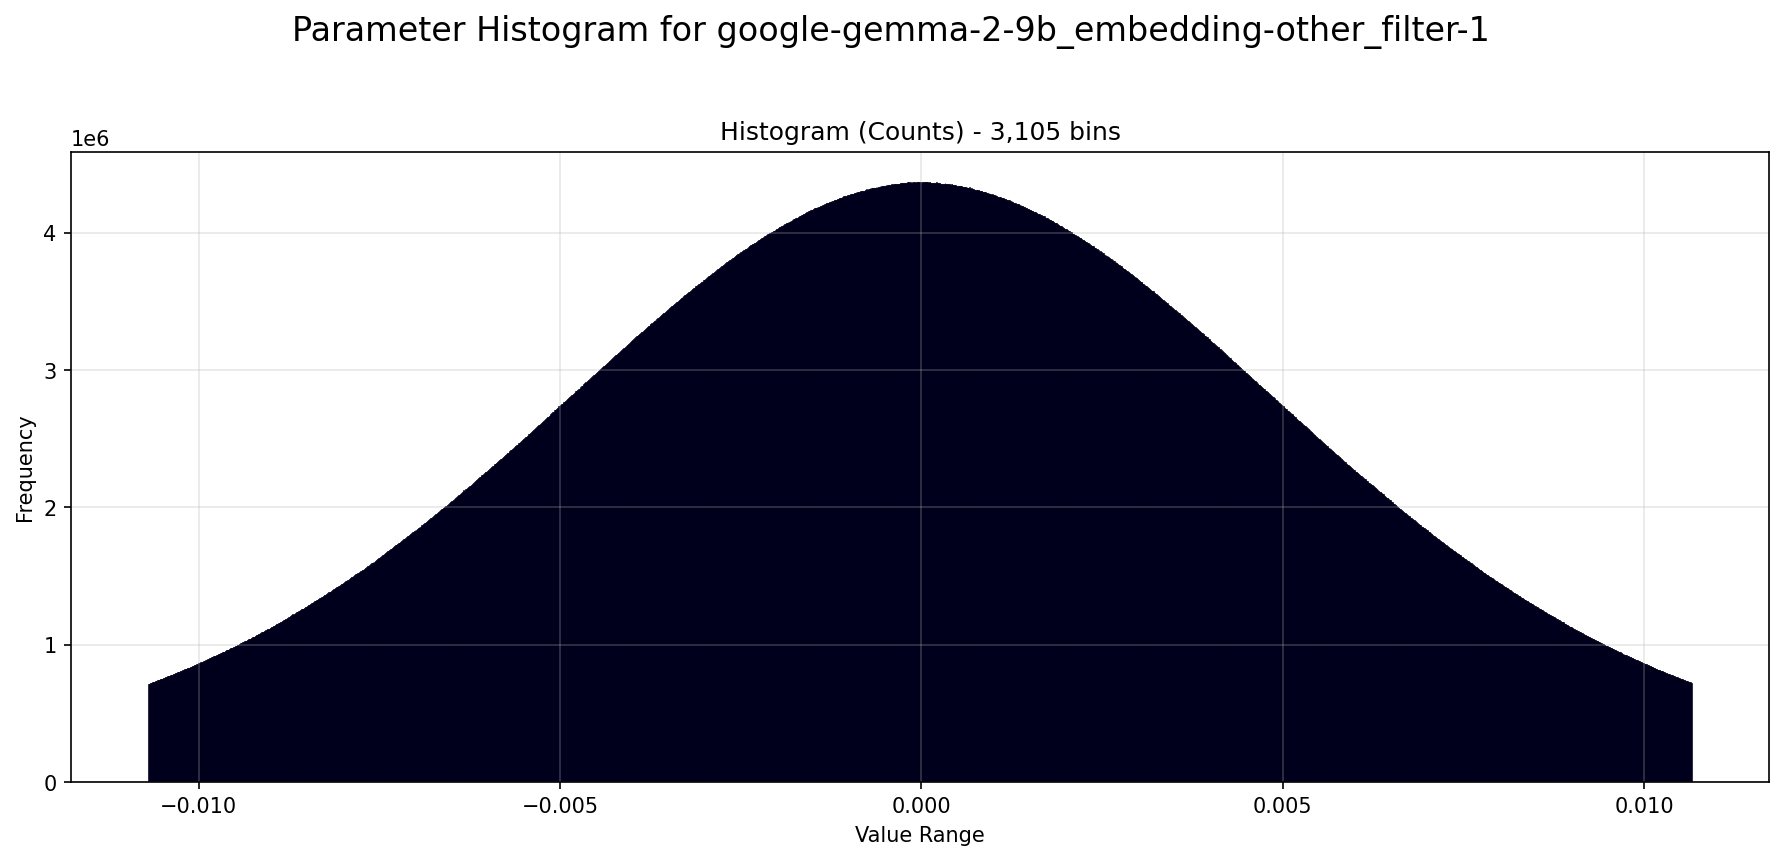 Parameter Histogram for google-gemma-2-9b_embedding-other_filter-1
Histogram (Counts) - 3,105 bins
1e6
4
3
2
1
0
Frequency
−0.010
−0.005
0.000
0.005
0.010
Value Range